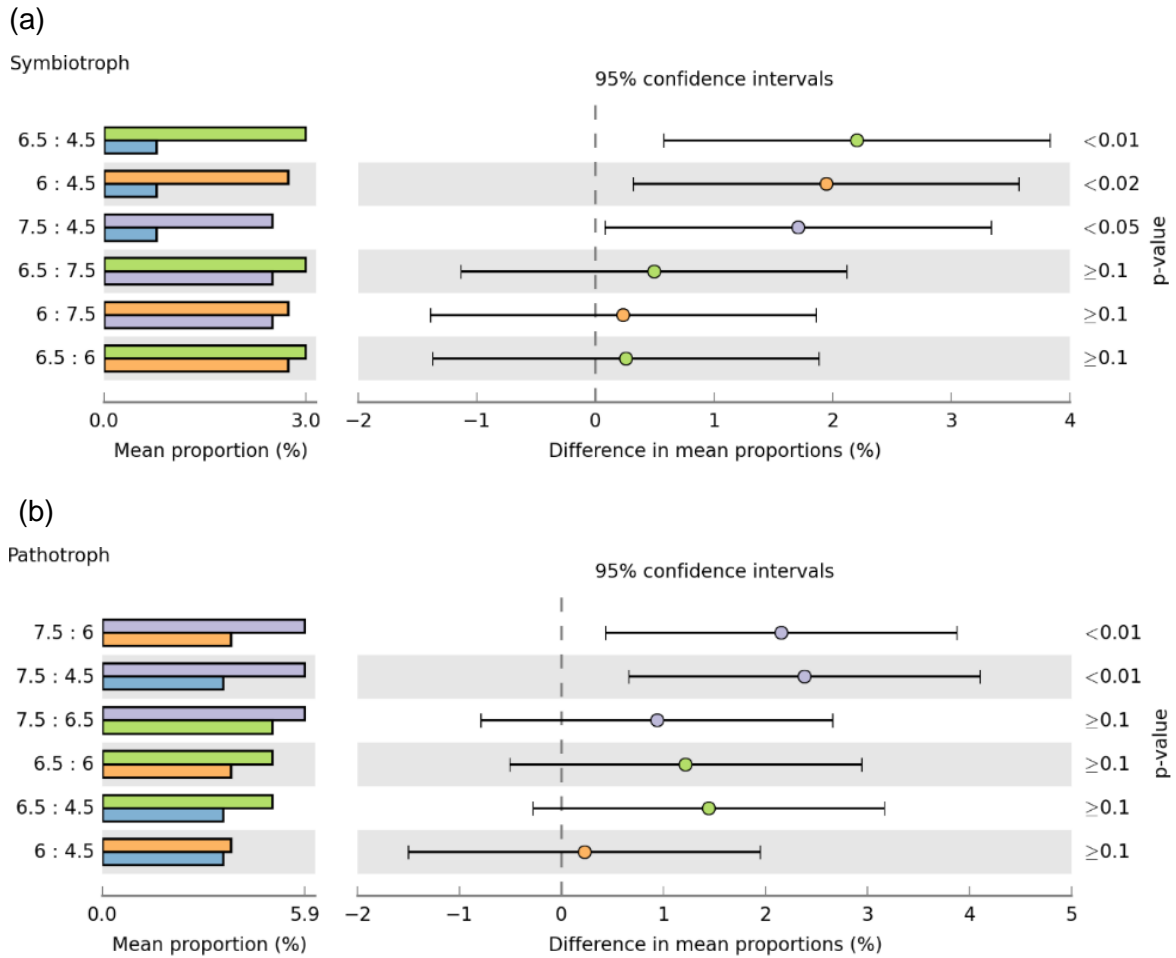 (a)
Symbiotroph
95% confidence intervals
6.5 : 4.5 <0.01
6 : 4.5 <0.02
7.5 : 4.5 <0.05
6.5 : 7.5 ≥0.1
6 : 7.5 ≥0.1
6.5 : 6 ≥0.1
p-value
0.0 3.0 −2 −1 0 1 2 3 4
Mean proportion (%) Difference in mean proportions (%)
(b)
Pathotroph
95% confidence intervals
7.5 : 6 <0.01
7.5 : 4.5 <0.01
7.5 : 6.5 ≥0.1
6.5 : 6 ≥0.1
6.5 : 4.5 ≥0.1
6 : 4.5 ≥0.1
p-value
0.0 5.9 −2 −1 0 1 2 3 4 5
Mean proportion (%) Difference in mean proportions (%)